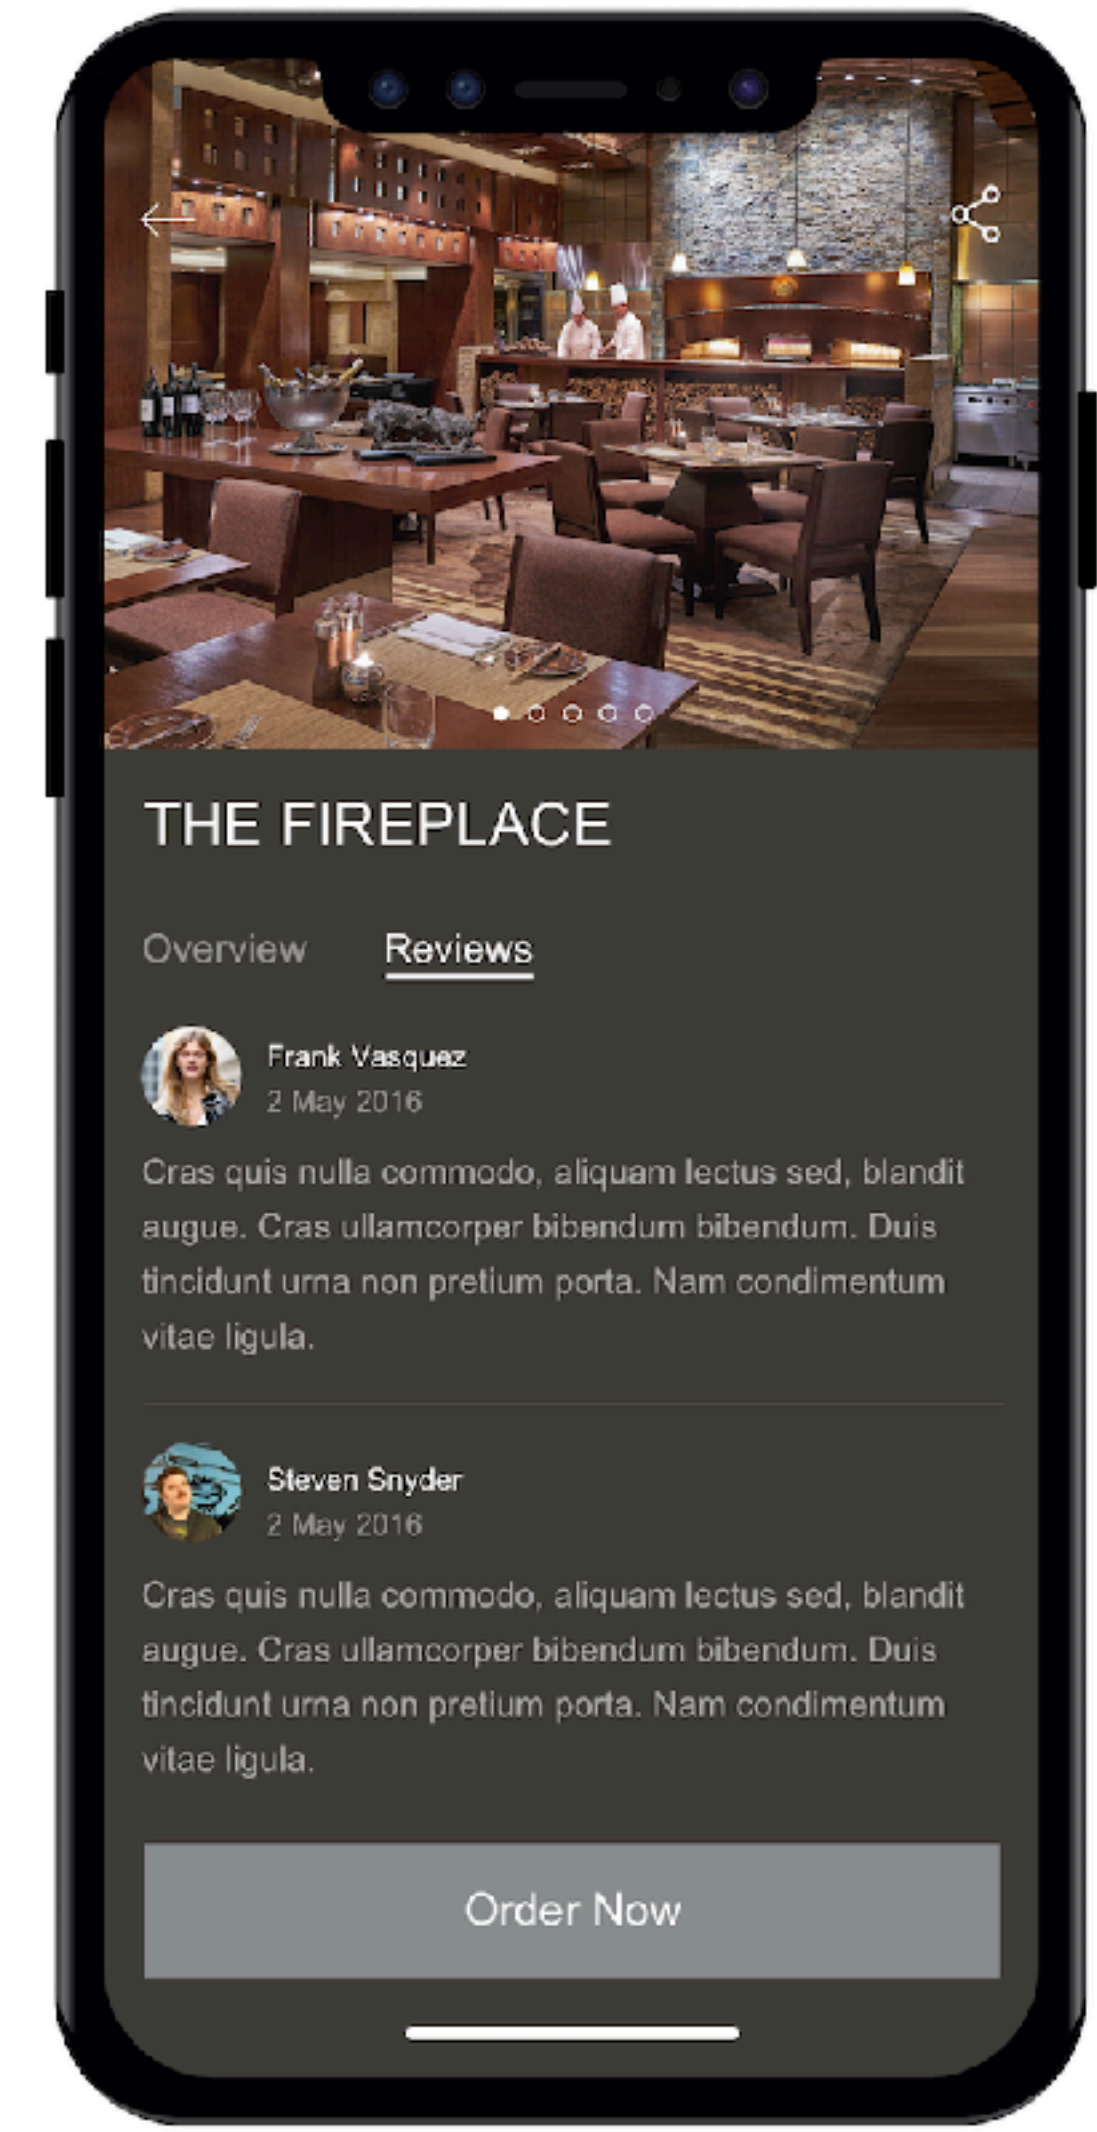 THE FIREPLACE
Overview Reviews
Frank Vasquez
2 May 2016
Cras quis nulla commodo, aliquam lectus sed, blandit
augue. Cras ullamcorper bibendum bibendum. Duis
tincidunt urna non pretium porta. Nam condimentum
vitae ligula.
Steven Snyder
2 May 2016
Cras quis nulla commodo, aliquam lectus sed, blandit
augue. Cras ullamcorper bibendum bibendum. Duis
tincidunt urna non pretium porta. Nam condimentum
vitae ligula.
Order Now